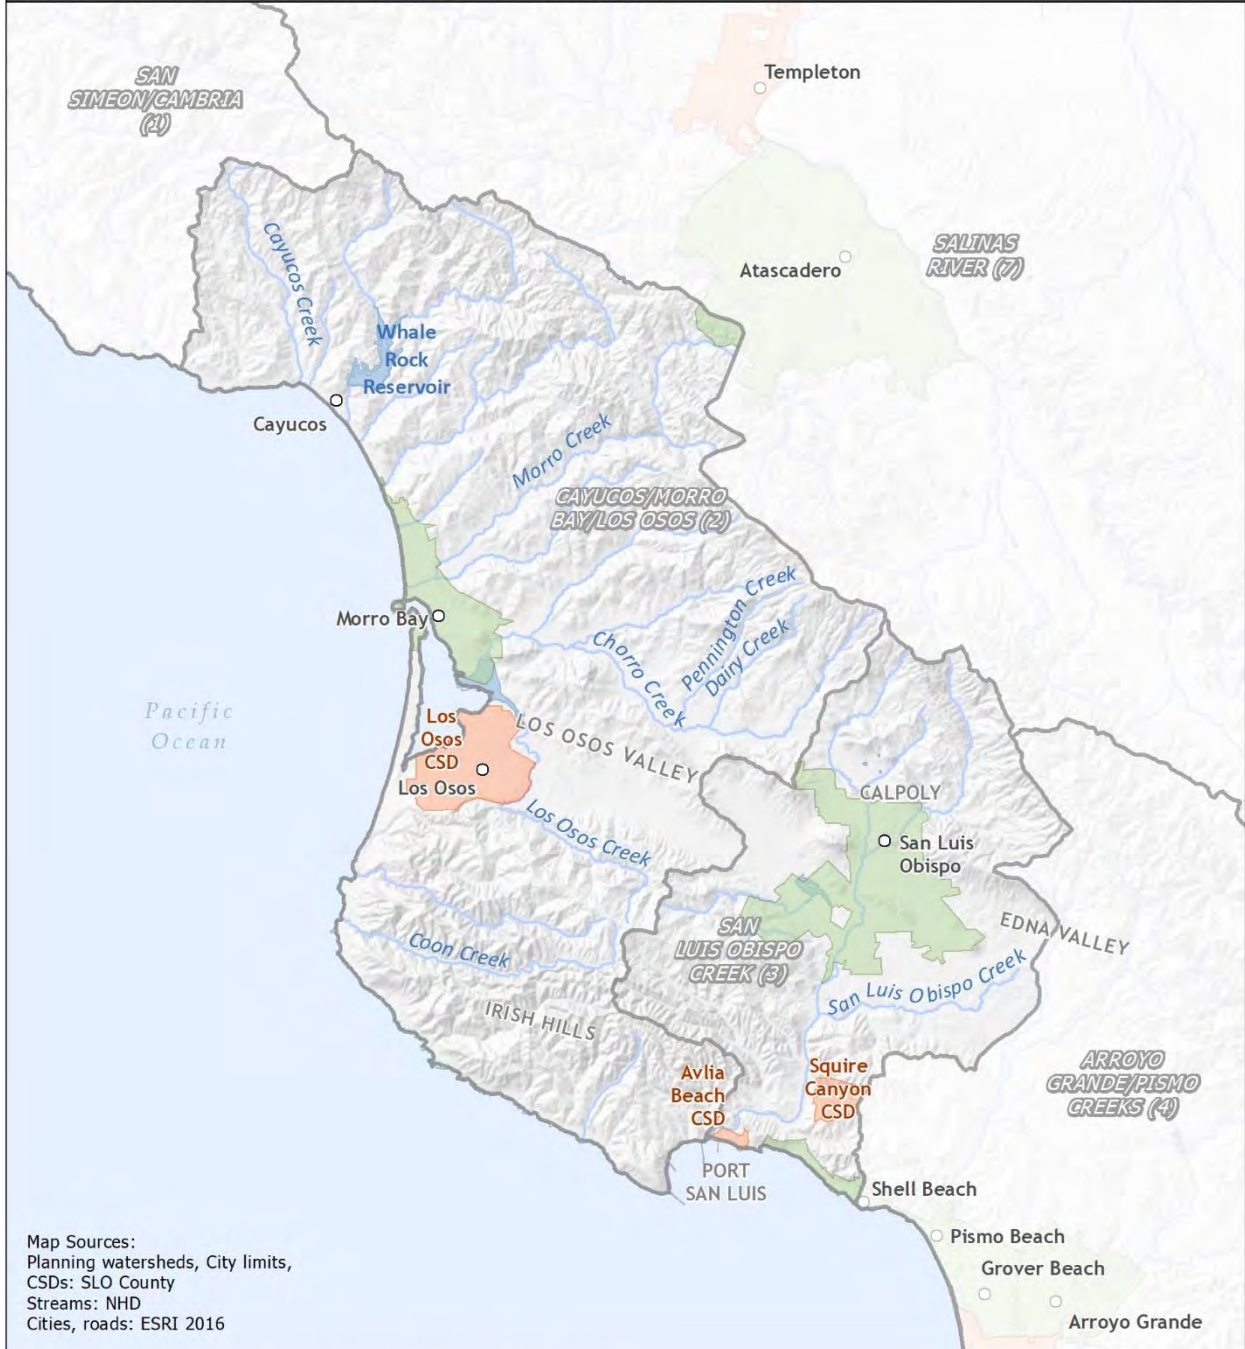 SAN
SIMEON/CAMBRIA
(1)
Templeton
SALINAS
RIVER (7)
Atascadero
Cayucos Creek
Whale
Rock
Reservoir
Cayucos
Morro Creek
CAYUCOS/MORRO
BAY/LOS OSOS (2)
Morro Bay
Pennington Creek
Dairy Creek
Chorro Creek
Pacific
Ocean
Los
Osos
CSD
Los Osos
LOS OSOS VALLEY
CALPOLY
San Luis
Obispo
Los Osos Creek
EDNA VALLEY
SAN
LUIS OBISPO
CREEK (3)
Coon Creek
San Luis Obispo Creek
IRISH HILLS
Avlia
Beach
CSD
Squire
Canyon
CSD
ARROYO
GRANDE/PISMO
CREEKS (4)
PORT
SAN LUIS
Shell Beach
Pismo Beach
Grover Beach
Arroyo Grande
Map Sources:
Planning watersheds, City limits,
CSDs: SLO County
Streams: NHD
Cities, roads: ESRI 2016